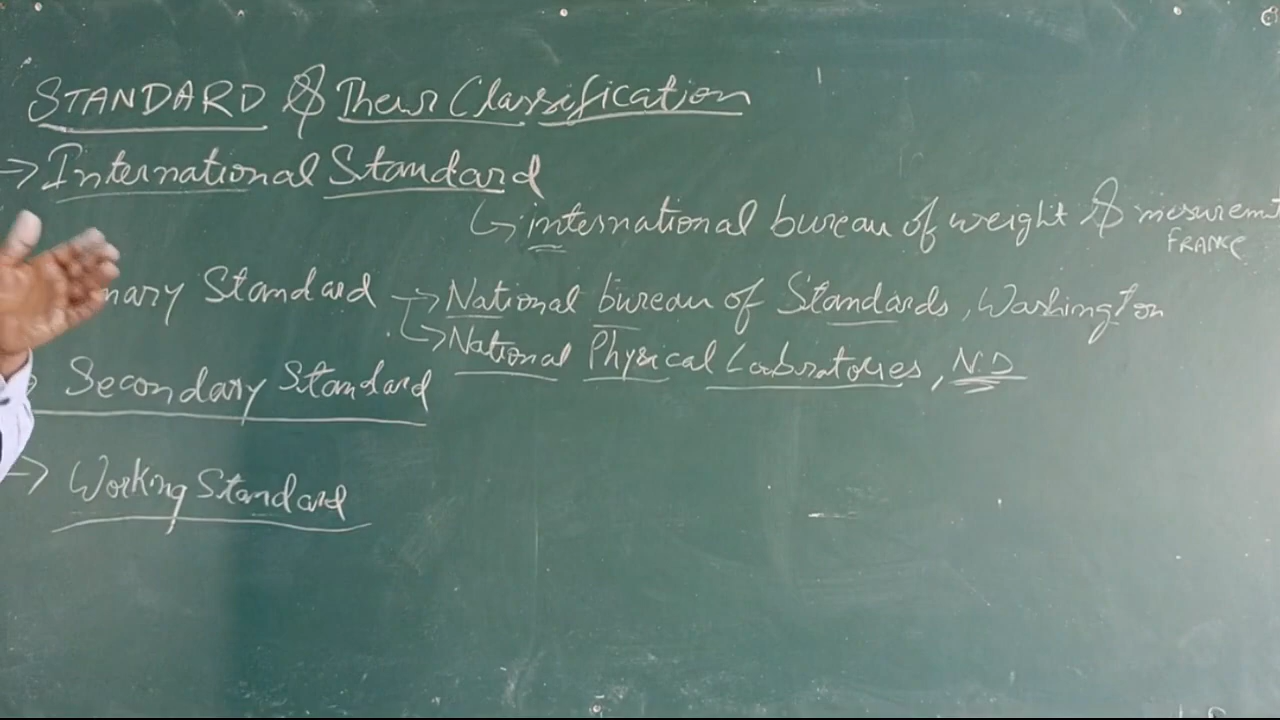 STANDARD & Their Classification
→ International Standard
↳ international bureau of weight & mesurement
FRANCE
mary Standard → National bureau of Standards, Washington
↳ National Physical Laboratories, N.D
Secondary Standard
→ Working Standard